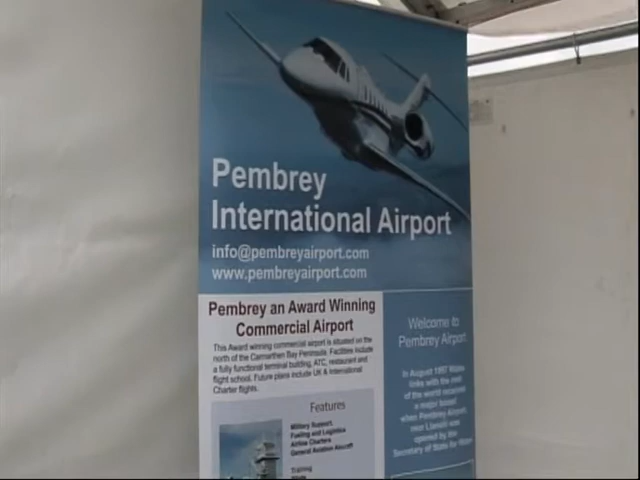 Pembrey
International Airport
info@pembreyairport.com
www.pembreyairport.com
Pembrey an Award Winning
Commercial Airport
This Award winning commercial airport is situated on the
north of the Carmarthen Bay Peninsula. Facilities include
a fully functional terminal building, ATC, restaurant and
flight school. Future plans include UK & International
Charter flights.
Features
Military Support,
Fueling and Logistics
Airline Charters
General Aviation Aircraft
Training
Welcome to
Pembrey Airport
In August 1997 Wales
links with the rest
of the world received
a major boost
when Pembrey Airport,
near Llanelli was
opened by the
Secretary of State for Wales